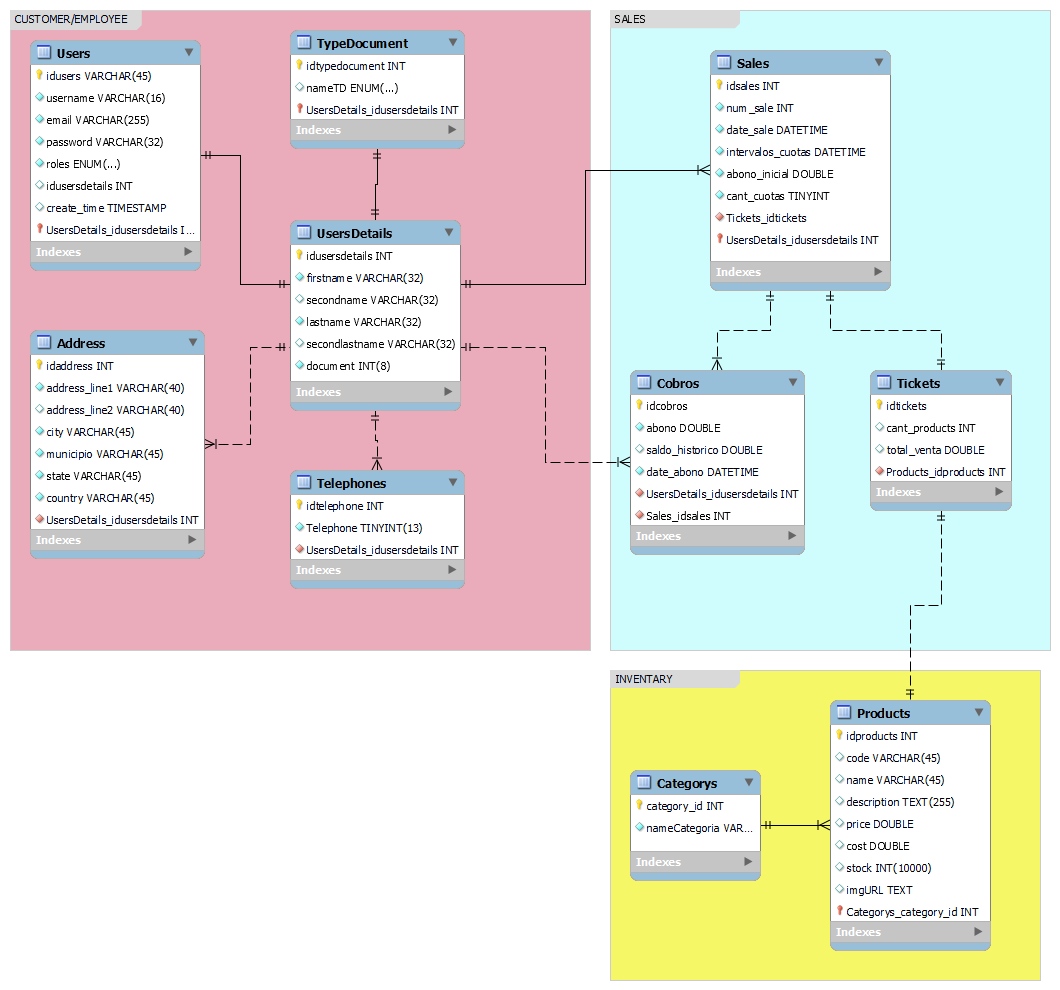 CUSTOMER/EMPLOYEE
Users
idusers VARCHAR(45)
username VARCHAR(16)
email VARCHAR(255)
password VARCHAR(32)
roles ENUM(...)
idusersdetails INT
create_time TIMESTAMP
UsersDetails_idusersdetails I...
Indexes
TypeDocument
idtypedocument INT
nameTD ENUM(...)
UsersDetails_idusersdetails INT
Indexes
UsersDetails
idusersdetails INT
firstname VARCHAR(32)
secondname VARCHAR(32)
lastname VARCHAR(32)
secondlastname VARCHAR(32)
document INT(8)
Indexes
Address
idaddress INT
address_line1 VARCHAR(40)
address_line2 VARCHAR(40)
city VARCHAR(45)
municipio VARCHAR(45)
state VARCHAR(45)
country VARCHAR(45)
UsersDetails_idusersdetails INT
Indexes
Telephones
idtelephone INT
Telephone TINYINT(13)
UsersDetails_idusersdetails INT
Indexes
SALES
Sales
idsales INT
num_sale INT
date_sale DATETIME
intervalos_cuotas DATETIME
abono_inicial DOUBLE
cant_cuotas TINYINT
Tickets_idtickets
UsersDetails_idusersdetails INT
Indexes
Cobros
idcobros
abono DOUBLE
saldo_historico DOUBLE
date_abono DATETIME
UsersDetails_idusersdetails INT
Sales_idsales INT
Indexes
Tickets
idtickets
cant_products INT
total_venta DOUBLE
Products_idproducts INT
Indexes
INVENTARY
Categorys
category_id INT
nameCategoria VAR...
Indexes
Products
idproducts INT
code VARCHAR(45)
name VARCHAR(45)
description TEXT(255)
price DOUBLE
cost DOUBLE
stock INT(10000)
imgURL TEXT
Categorys_category_id INT
Indexes